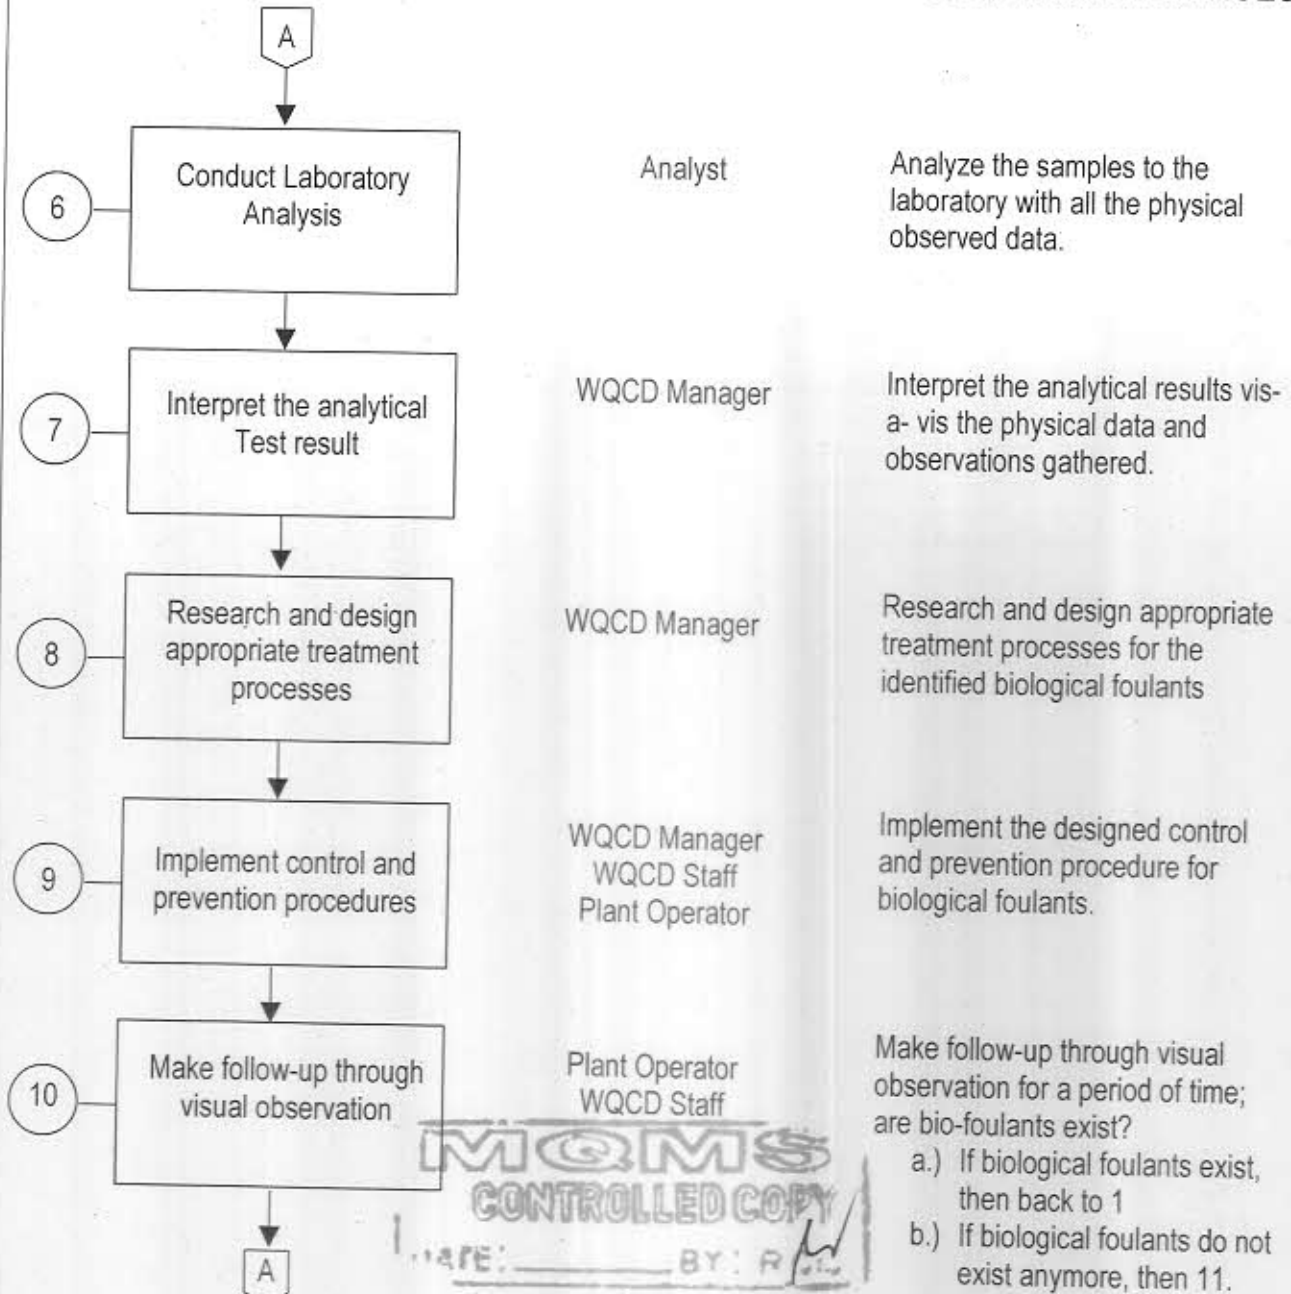 A
6
Conduct Laboratory
Analysis
Analyst
Analyze the samples to the
laboratory with all the physical
observed data.
7
Interpret the analytical
Test result
WQCD Manager
Interpret the analytical results vis-
a- vis the physical data and
observations gathered.
8
Research and design
appropriate treatment
processes
WQCD Manager
Research and design appropriate
treatment processes for the
identified biological foulants
9
Implement control and
prevention procedures
WQCD Manager
WQCD Staff
Plant Operator
Implement the designed control
and prevention procedure for
biological foulants.
10
Make follow-up through
visual observation
Plant Operator
WQCD Staff
Make follow-up through visual
observation for a period of time;
are bio-foulants exist?
a.) If biological foulants exist,
then back to 1
b.) If biological foulants do not
exist anymore, then 11.
MQMS
CONTROLLED COPY
BY:
A